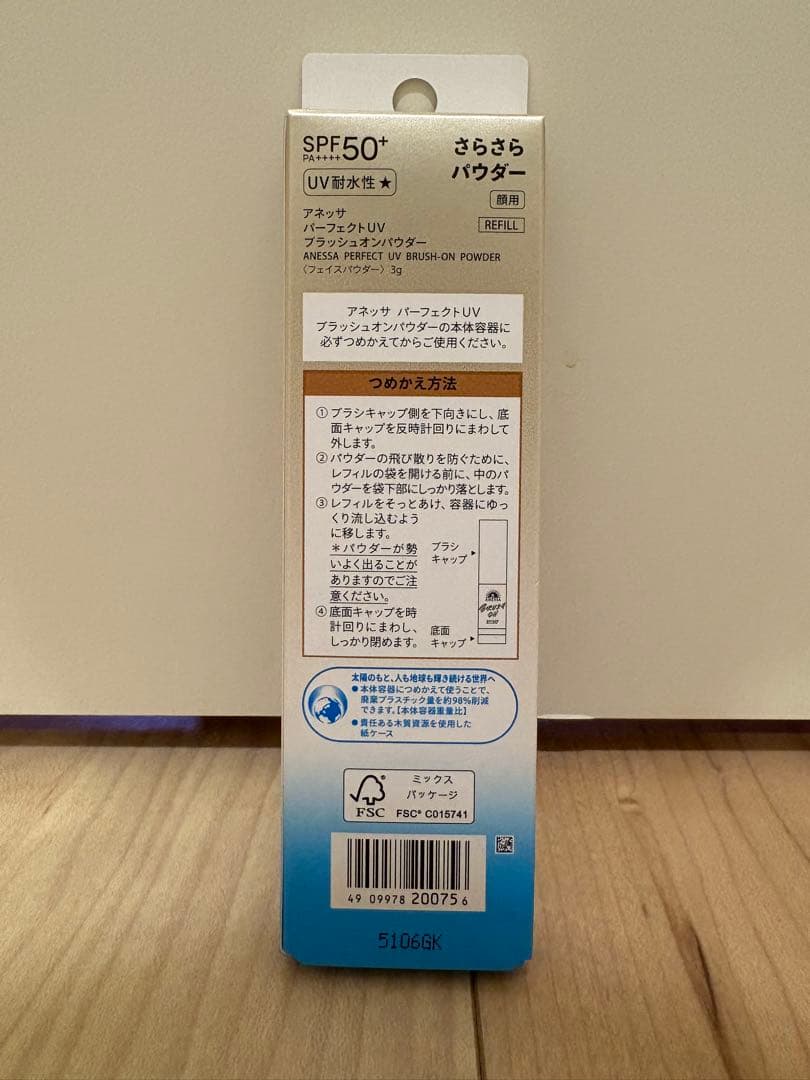 SPF50+
PA++++
UV耐水性★
さらさら
パウダー
顔用
REFILL
アネッサ
パーフェクトUV
ブラッシュオンパウダー
ANESSA PERFECT UV BRUSH-ON POWDER
〈フェイスパウダー〉3g
アネッサ パーフェクトUV
ブラッシュオンパウダーの本体容器に
必ずつめかえてからご使用ください。
つめかえ方法
① ブラシキャップ側を下向きにし、底
面キャップを反時計回りにまわして
外します。
② パウダーの飛び散りを防ぐために、
レフィルの袋を開ける前に、中のパ
ウダーを袋下部にしっかり落とします。
③ レフィルをそっとあけ、容器にゆっ
くり流し込むよう
に移します。
＊パウダーが勢
いよく出ることが
ありますのでご注
意ください。
④ 底面キャップを時
計回りにまわし、
しっかり閉めます。
ブラシ
キャップ
底面
キャップ
太陽のもと、人も地球も輝き続ける世界へ
●本体容器につめかえて使うことで、
廃棄プラスチック量を約98%削減
できます。【本体容器重量比】
●責任ある木質資源を使用した
紙ケース
FSC
ミックス
パッケージ
FSC® C015741
4909978200756
5106GK